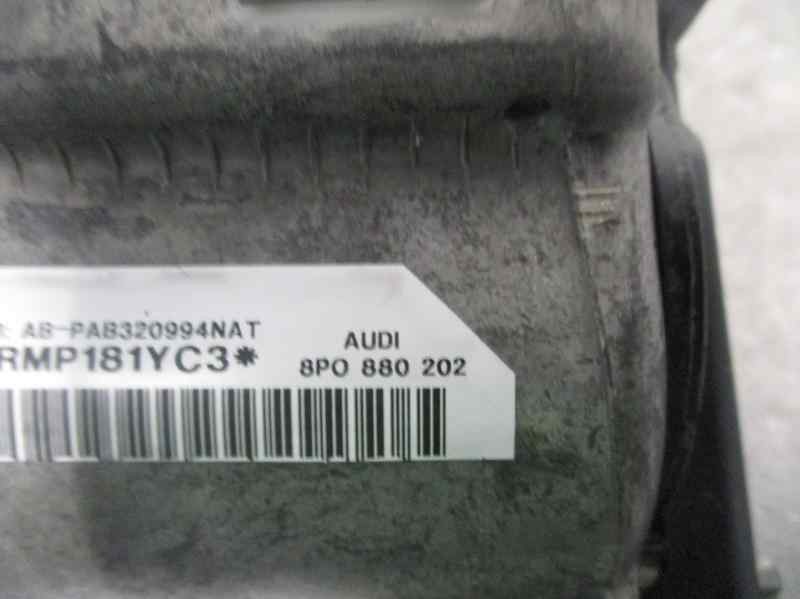 AB-PAB320994NAT
RMP181YC3*
AUDI
8P0 880 202